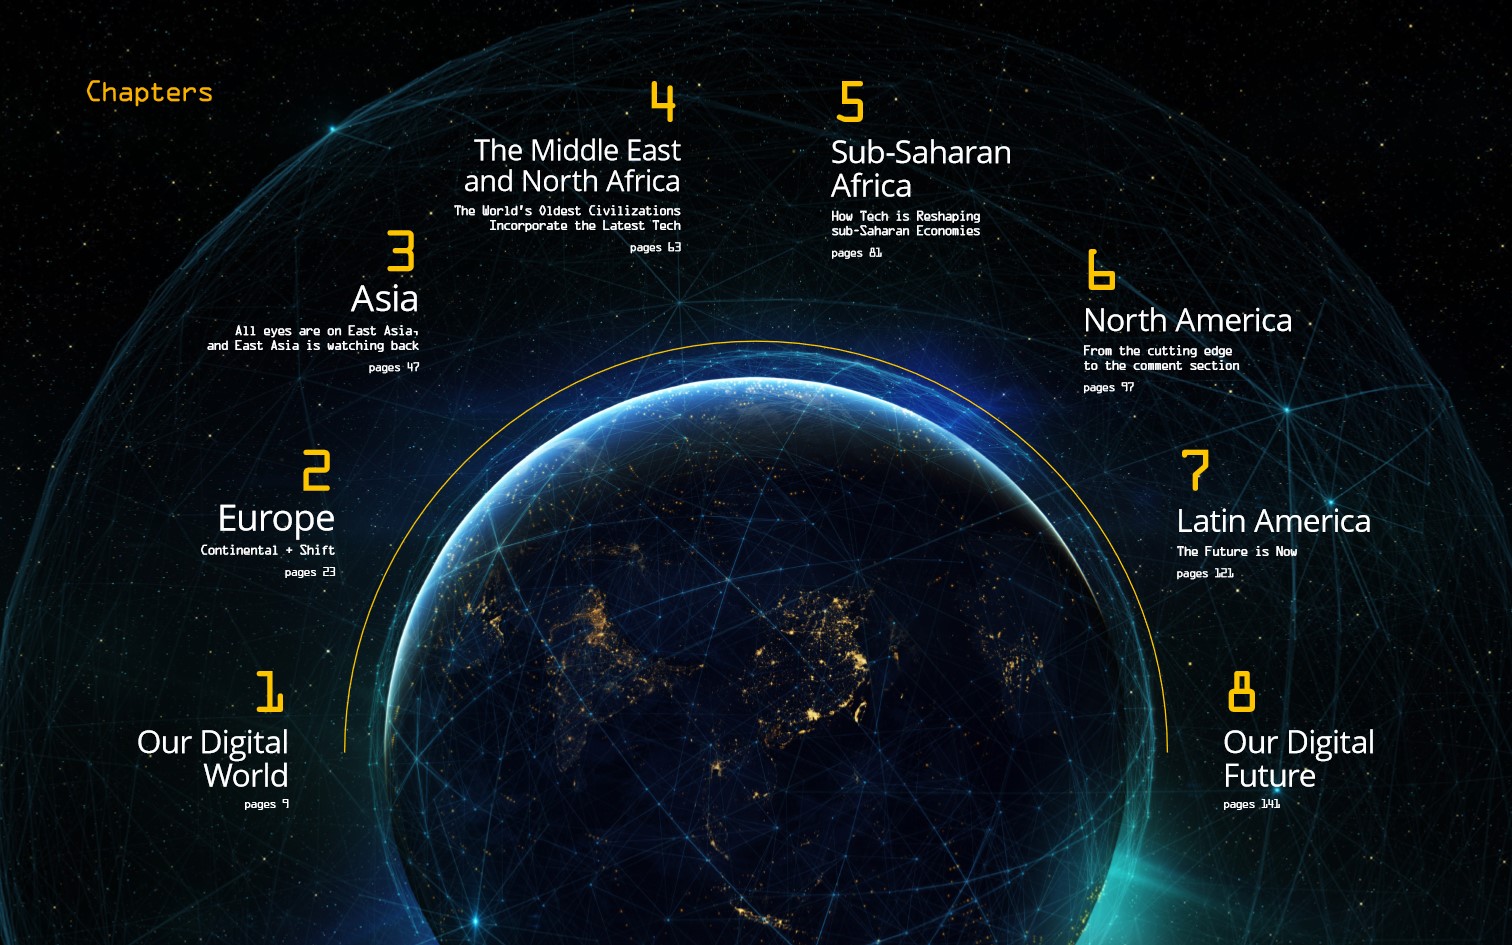 Chapters
1
Our Digital
World
pages 9
2
Europe
Continental + Shift
pages 23
3
Asia
All eyes are on East Asia,
and East Asia is watching back
pages 47
4
The Middle East
and North Africa
The World's Oldest Civilizations
Incorporate the Latest Tech
pages 63
5
Sub-Saharan
Africa
How Tech is Reshaping
sub-Saharan Economies
pages 81
6
North America
From the cutting edge
to the comment section
pages 97
7
Latin America
The Future is Now
pages 121
8
Our Digital
Future
pages 141